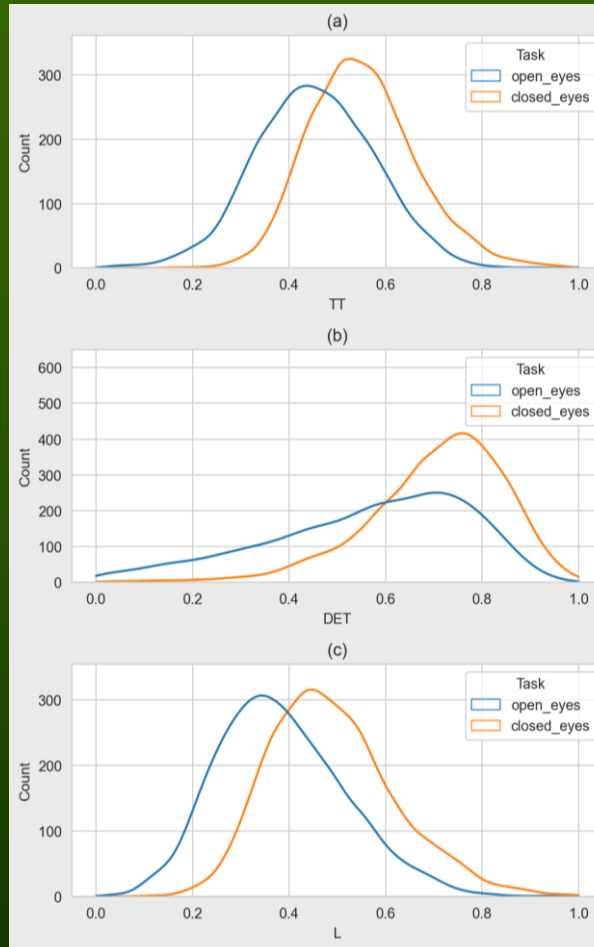 (a)
Task
open_eyes
closed_eyes
300
200
100
0
Count
0.0 0.2 0.4 0.6 0.8 1.0
TT
(b)
Task
open_eyes
closed_eyes
600
500
400
300
200
100
0
Count
0.0 0.2 0.4 0.6 0.8 1.0
DET
(c)
Task
open_eyes
closed_eyes
300
200
100
0
Count
0.0 0.2 0.4 0.6 0.8 1.0
L